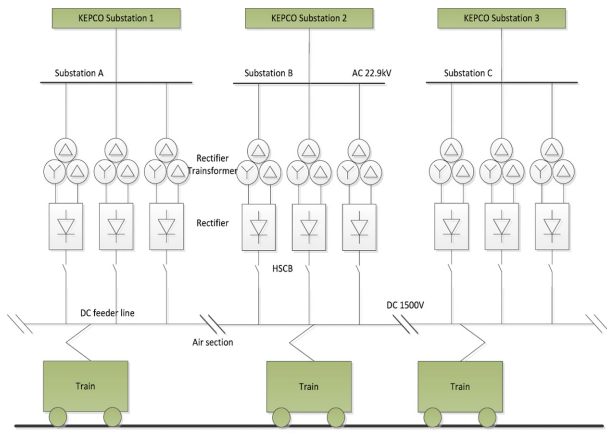 KEPCO Substation 1
KEPCO Substation 2
KEPCO Substation 3
Substation A
Substation B
AC 22.9kV
Substation C
Rectifier
Trainsformer
Rectifier
HSCB
DC feeder line
DC 1500V
Air section
Train
Train
Train